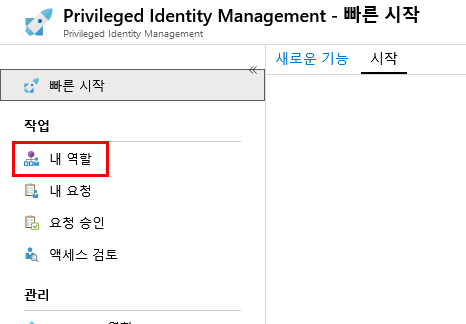 Privileged Identity Management - 빠른 시작
Privileged Identity Management
«
새로운 기능 시작
빠른 시작
작업
내 역할
내 요청
요청 승인
액세스 검토
관리